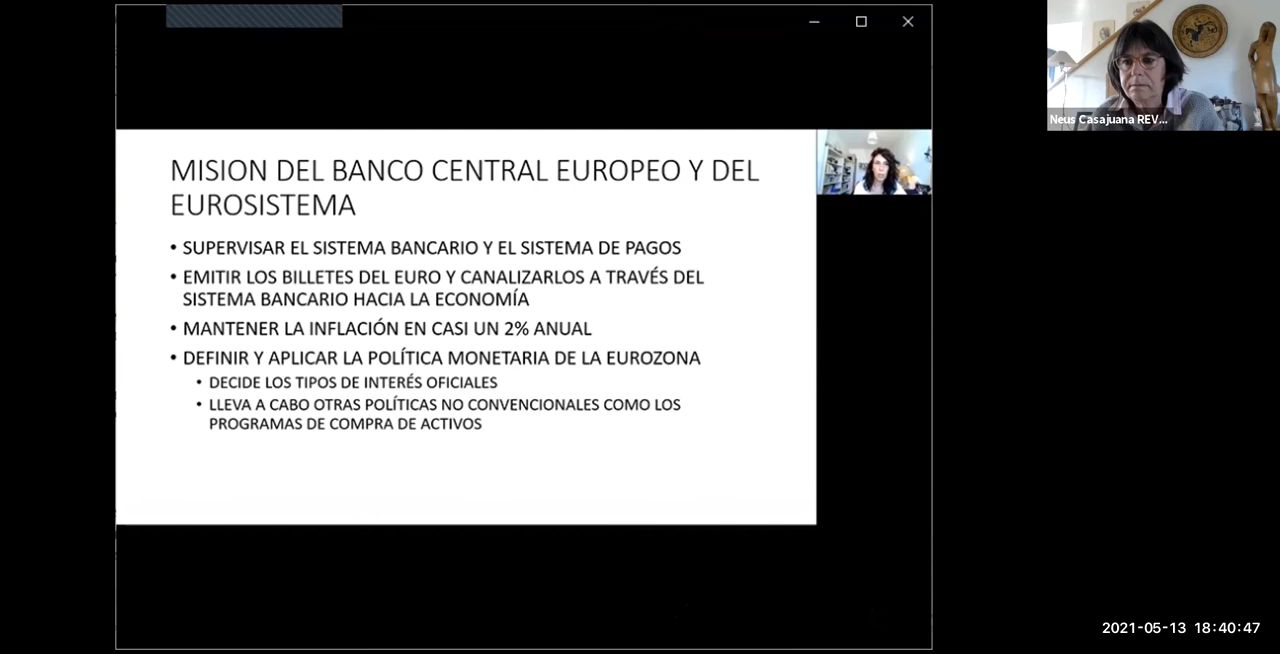 MISION DEL BANCO CENTRAL EUROPEO Y DEL
EUROSISTEMA
• SUPERVISAR EL SISTEMA BANCARIO Y EL SISTEMA DE PAGOS
• EMITIR LOS BILLETES DEL EURO Y CANALIZARLOS A TRAVÉS DEL
SISTEMA BANCARIO HACIA LA ECONOMÍA
• MANTENER LA INFLACIÓN EN CASI UN 2% ANUAL
• DEFINIR Y APLICAR LA POLÍTICA MONETARIA DE LA EUROZONA
• DECIDE LOS TIPOS DE INTERÉS OFICIALES
• LLEVA A CABO OTRAS POLÍTICAS NO CONVENCIONALES COMO LOS
PROGRAMAS DE COMPRA DE ACTIVOS
Neus Casajuana REV...
2021-05-13 18:40:47